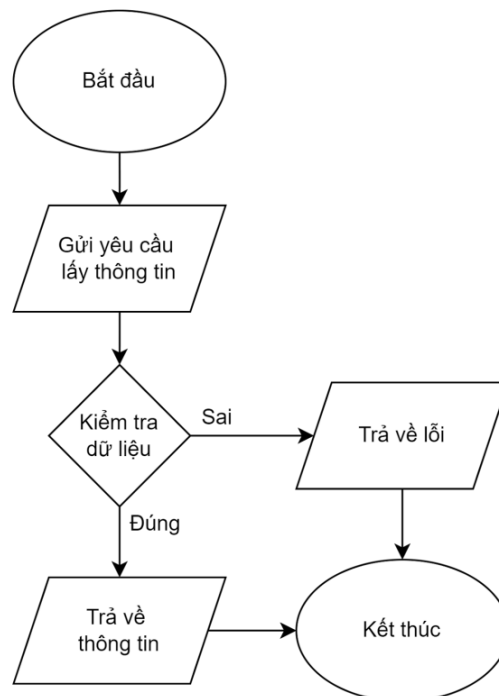 Bắt đầu
Gửi yêu cầu
lấy thông tin
Kiểm tra
dữ liệu
Sai
Trả về lỗi
Đúng
Trả về
thông tin
Kết thúc